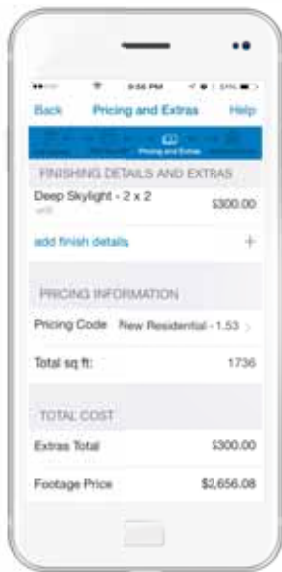 9:56 PM
Back Pricing and Extras Help
Pricing and Extras
FINISHING DETAILS AND EXTRAS
Deep Skylight - 2 x 2 $300.00
add finish details +
PRICING INFORMATION
Pricing Code New Residential - 1.53 >
Total sq ft: 1736
TOTAL COST
Extras Total $300.00
Footage Price $2,656.08